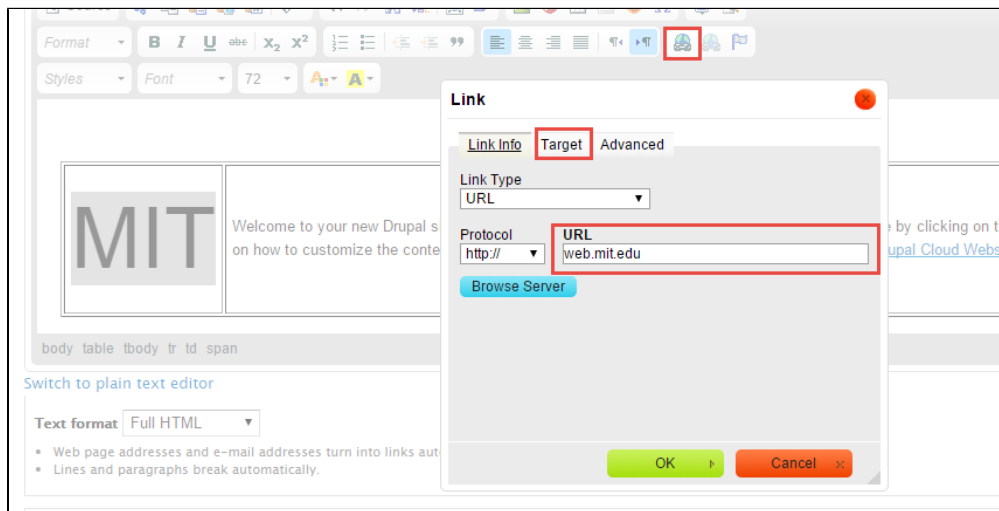 Format B I U abc X₂ X²
Styles Font 72 A A
Link
Link Info Target Advanced
Link Type
URL
Protocol URL
http:// web.mit.edu
Browse Server
OK Cancel
MIT
Welcome to your new Drupal s
by clicking on t
on how to customize the conte
upal Cloud Webs
body table tbody tr td span
Switch to plain text editor
Text format Full HTML
• Web page addresses and e-mail addresses turn into links aut
• Lines and paragraphs break automatically.